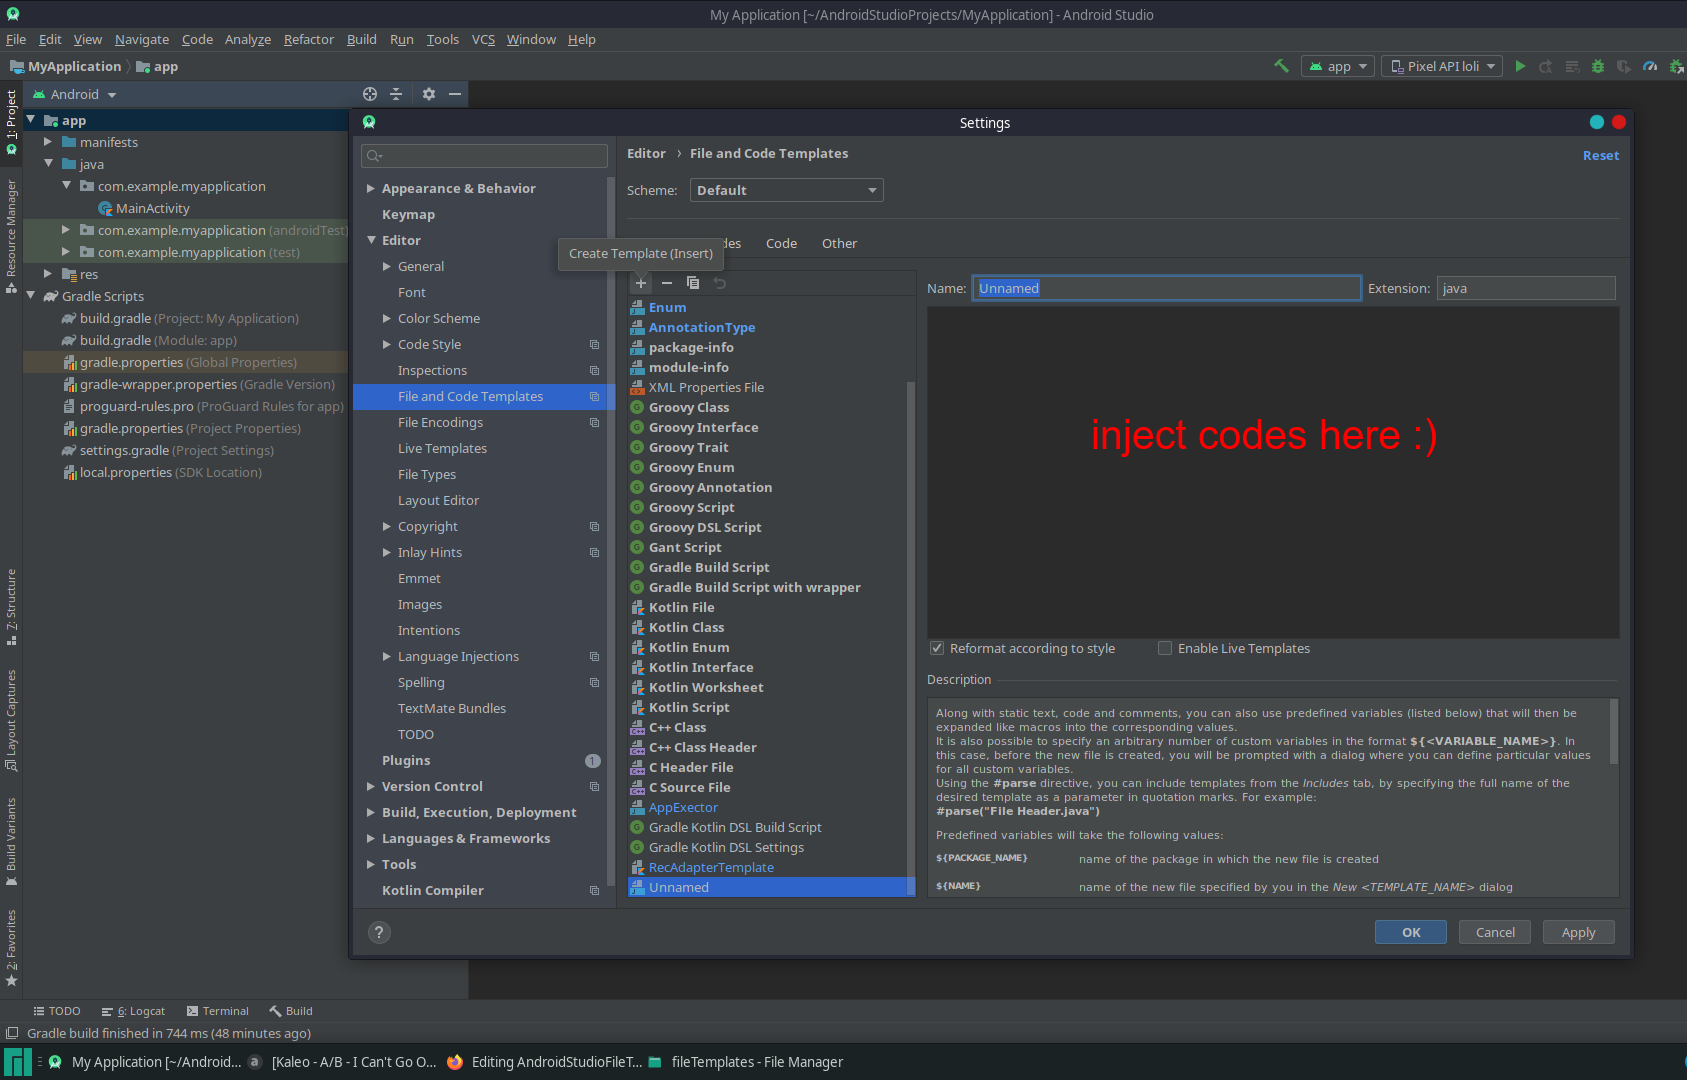 My Application [~/AndroidStudioProjects/MyApplication] - Android Studio
File Edit View Navigate Code Analyze Refactor Build Run Tools VCS Window Help
MyApplication app
app Pixel API loli
Android
1: Project
Resource Manager
7: Structure
Layout Captures
Build Variants
2: Favorites
app
manifests
java
com.example.myapplication
MainActivity
com.example.myapplication (androidTest)
com.example.myapplication (test)
res
Gradle Scripts
build.gradle (Project: My Application)
build.gradle (Module: app)
gradle.properties (Global Properties)
gradle-wrapper.properties (Gradle Version)
proguard-rules.pro (ProGuard Rules for app)
gradle.properties (Project Properties)
settings.gradle (Project Settings)
local.properties (SDK Location)
Settings
Appearance & Behavior
Keymap
Editor
General
Font
Color Scheme
Code Style
Inspections
File and Code Templates
File Encodings
Live Templates
File Types
Layout Editor
Copyright
Inlay Hints
Emmet
Images
Intentions
Language Injections
Spelling
TextMate Bundles
TODO
Plugins 1
Version Control
Build, Execution, Deployment
Languages & Frameworks
Tools
Kotlin Compiler
Editor › File and Code Templates
Reset
Scheme: Default
des Code Other
Create Template (Insert)
Enum
AnnotationType
package-info
module-info
XML Properties File
Groovy Class
Groovy Interface
Groovy Trait
Groovy Enum
Groovy Annotation
Groovy Script
Groovy DSL Script
Gant Script
Gradle Build Script
Gradle Build Script with wrapper
Kotlin File
Kotlin Class
Kotlin Enum
Kotlin Interface
Kotlin Worksheet
Kotlin Script
C++ Class
C++ Class Header
C Header File
C Source File
AppExector
Gradle Kotlin DSL Build Script
Gradle Kotlin DSL Settings
RecAdapterTemplate
Unnamed
Name: Unnamed Extension: java
inject codes here :)
Reformat according to style Enable Live Templates
Description
Along with static text, code and comments, you can also use predefined variables (listed below) that will then be
expanded like macros into the corresponding values.
It is also possible to specify an arbitrary number of custom variables in the format ${<VARIABLE_NAME>}. In
this case, before the new file is created, you will be prompted with a dialog where you can define particular values
for all custom variables.
Using the #parse directive, you can include templates from the Includes tab, by specifying the full name of the
desired template as a parameter in quotation marks. For example:
#parse("File Header.java")
Predefined variables will take the following values:
${PACKAGE_NAME} name of the package in which the new file is created
${NAME} name of the new file specified by you in the New <TEMPLATE_NAME> dialog
?
OK Cancel Apply
TODO 6: Logcat Terminal Build
Gradle build finished in 744 ms (48 minutes ago)
My Application [~/Android... [Kaleo - A/B - I Can't Go O... Editing AndroidStudioFileT... fileTemplates - File Manager